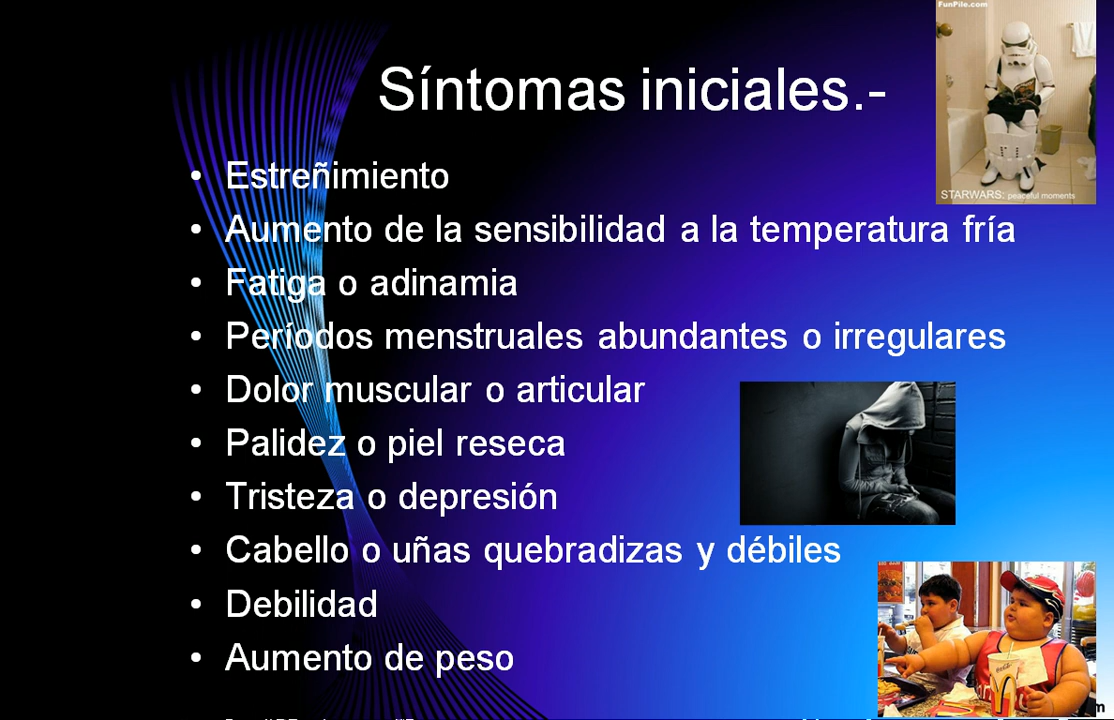 FunPile.com
Síntomas iniciales.-
STARWARS: peaceful moments
• Estreñimiento
• Aumento de la sensibilidad a la temperatura fría
• Fatiga o adinamia
• Períodos menstruales abundantes o irregulares
• Dolor muscular o articular
• Palidez o piel reseca
• Tristeza o depresión
• Cabello o uñas quebradizas y débiles
• Debilidad
• Aumento de peso